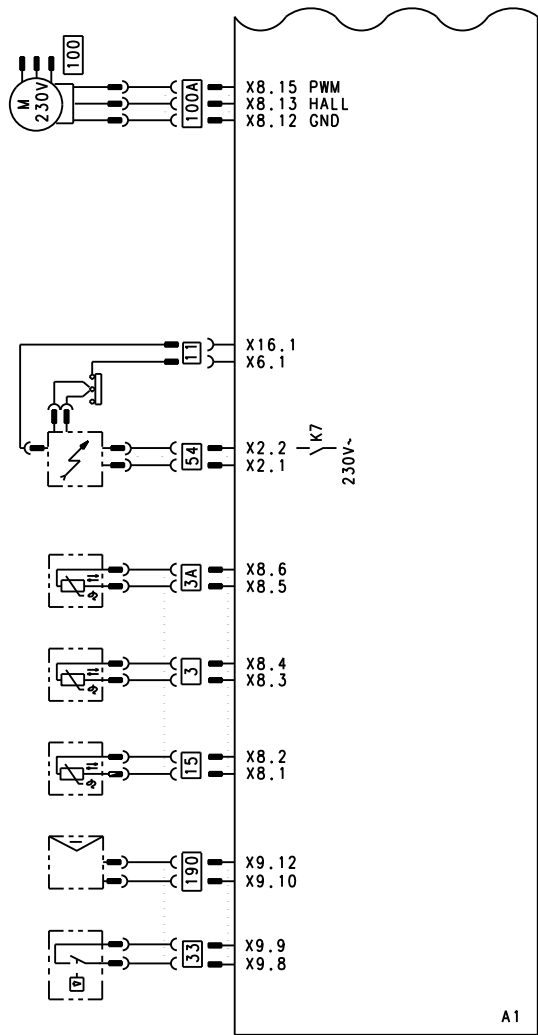 100
M
230V
100A
X8.15 PWM
X8.13 HALL
X8.12 GND
11
X16.1
X6.1
54
X2.2
X2.1
K7
230V~
3A
X8.6
X8.5
3
X8.4
X8.3
15
X8.2
X8.1
190
X9.12
X9.10
33
X9.9
X9.8
A1